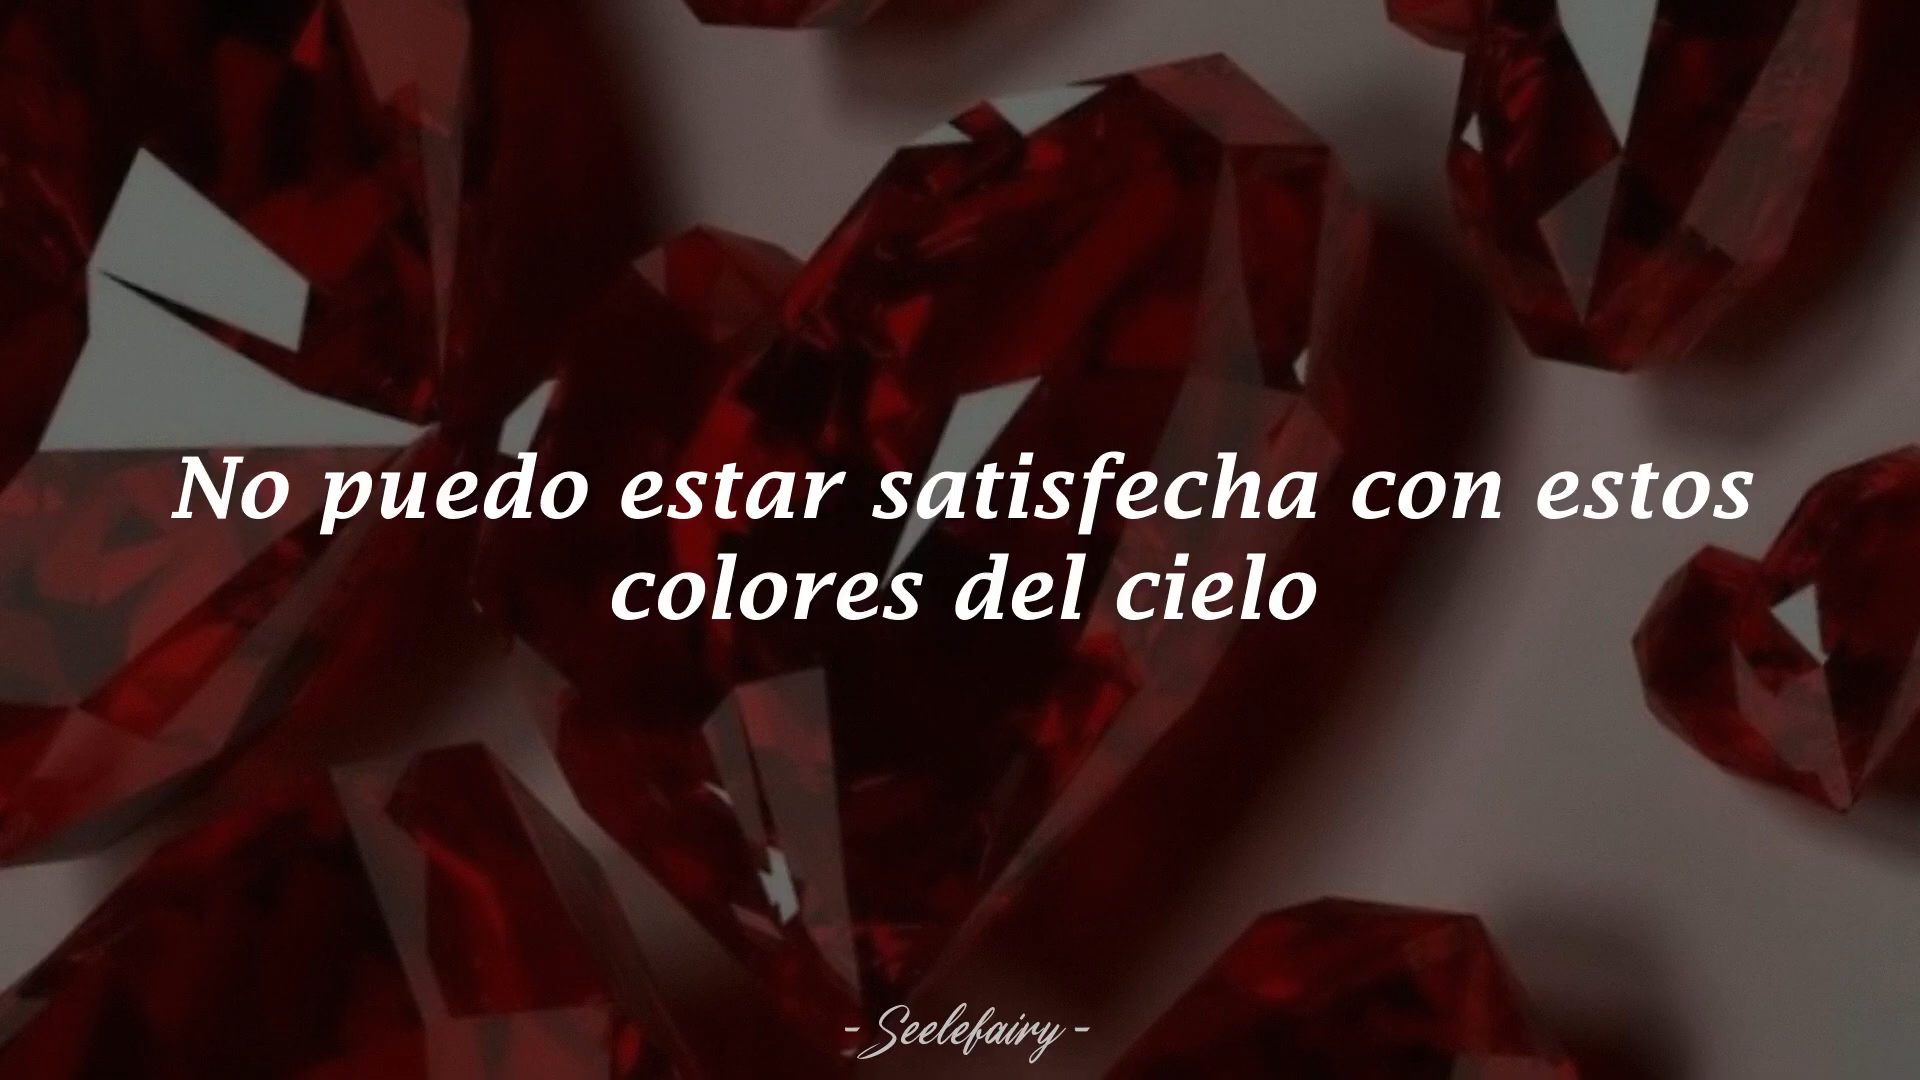 No puedo estar satisfecha con estos
colores del cielo
- Seelefairy -